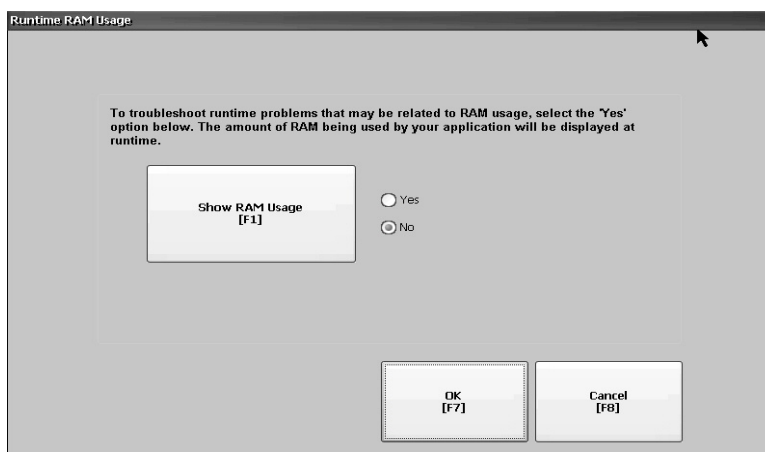 Runtime RAM Usage
To troubleshoot runtime problems that may be related to RAM usage, select the 'Yes'
option below. The amount of RAM being used by your application will be displayed at
runtime.
Show RAM Usage
[F1]
Yes
No
OK
[F7]
Cancel
[F8]